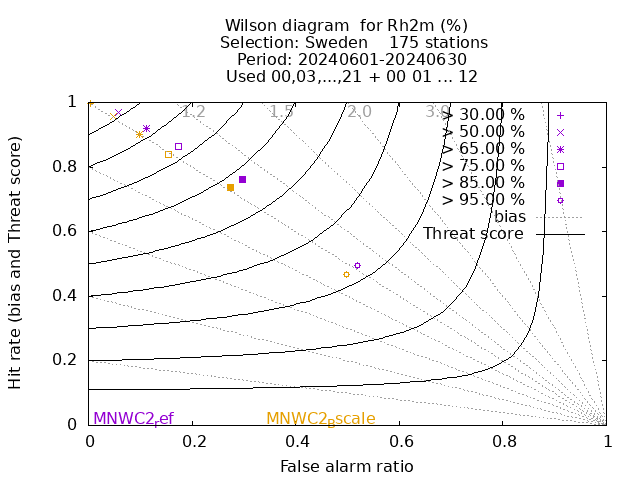 Wilson diagram  for Rh2m (%)
Selection: Sweden    175 stations
Period: 20240601-20240630
Used 00,03,...,21 + 00 01 ... 12
Hit rate (bias and Threat score)
1
0.8
0.6
0.4
0.2
0
1.2
1.5
2.0
3.0
> 30.00 %
> 50.00 %
> 65.00 %
> 75.00 %
> 85.00 %
> 95.00 %
bias
Threat score
MNWC2ref
MNWC2Bscale
0
0.2
0.4
0.6
0.8
1
False alarm ratio